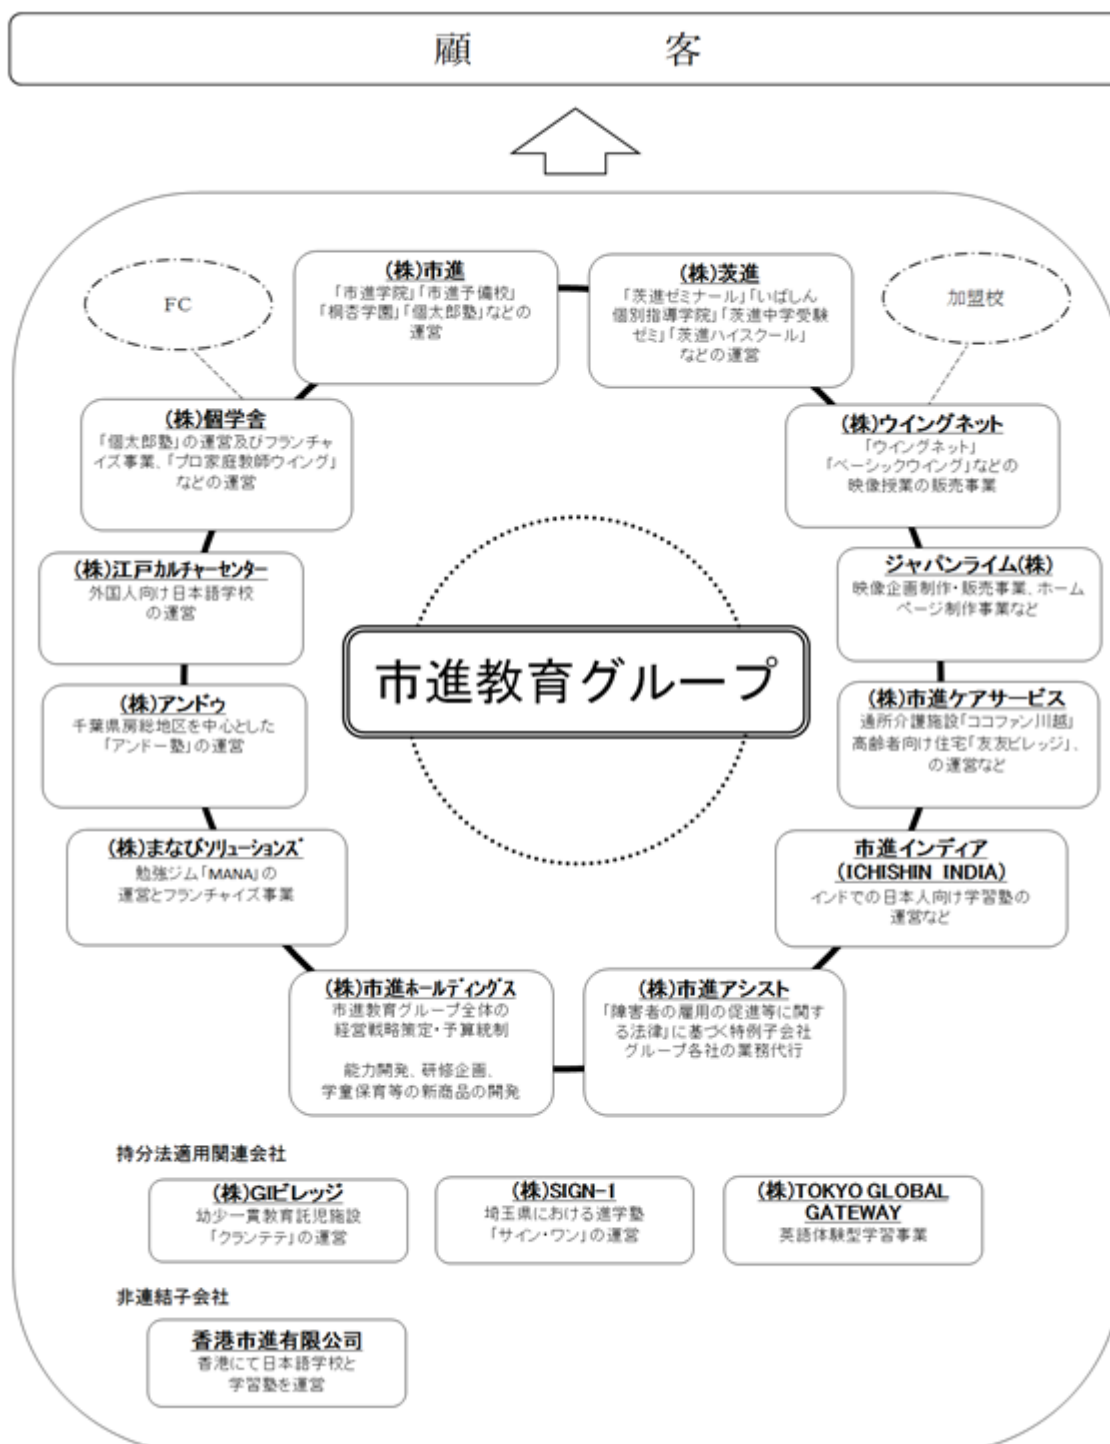 顧客
(株)市進
「市進学院」「市進予備校」
「桐杏学園」「個太郎塾」などの
運営
(株)茨進
「茨進ゼミナール」「いばしん
個別指導学院」「茨進中学受験
ゼミ」「茨進ハイスクール」
などの運営
FC
加盟校
(株)個学舎
「個太郎塾」の運営及びフランチャ
イズ事業、「プロ家庭教師ウイング」
などの運営
(株)ウイングネット
「ウイングネット」
「ベーシックウイング」などの
映像授業の販売事業
(株)江戸カルチャーセンター
外国人向け日本語学校
の運営
ジャパンライム(株)
映像企画制作・販売事業、ホーム
ページ制作事業など
市進教育グループ
(株)アンドゥ
千葉県房総地区を中心とした
「アンドー塾」の運営
(株)市進ケアサービス
通所介護施設「ココファン川越」
高齢者向け住宅「友友ビレッジ」、
の運営など
(株)まなびソリューションズ
勉強ジム「MANA」の
運営とフランチャイズ事業
市進インディア
(ICHISHIN INDIA)
インドでの日本人向け学習塾の
運営など
(株)市進ホールディングス
市進教育グループ全体の
経営戦略策定・予算統制
能力開発、研修企画、
学童保育等の新商品の開発
(株)市進アシスト
「障害者の雇用の促進等に関す
る法律」に基づく特例子会社
グループ各社の業務代行
持分法適用関連会社
(株)GIビレッジ
幼少一貫教育託児施設
「クランテテ」の運営
(株)SIGN-1
埼玉県における進学塾
「サイン・ワン」の運営
(株)TOKYO GLOBAL
GATEWAY
英語体験型学習事業
非連結子会社
香港市進有限公司
香港にて日本語学校と
学習塾を運営